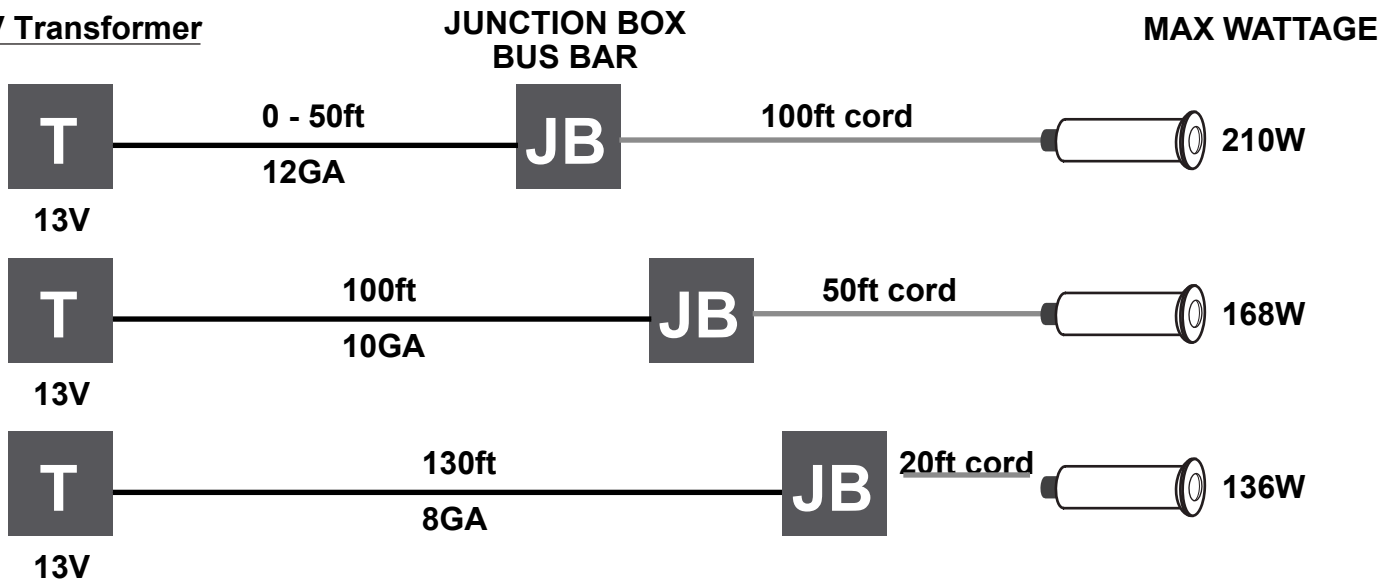 Transformer
JUNCTION BOX
BUS BAR
MAX WATTAGE
T
0 - 50ft
12GA
JB
100ft cord
210W
13V
T
100ft
10GA
JB
50ft cord
168W
13V
T
130ft
8GA
JB
20ft cord
136W
13V